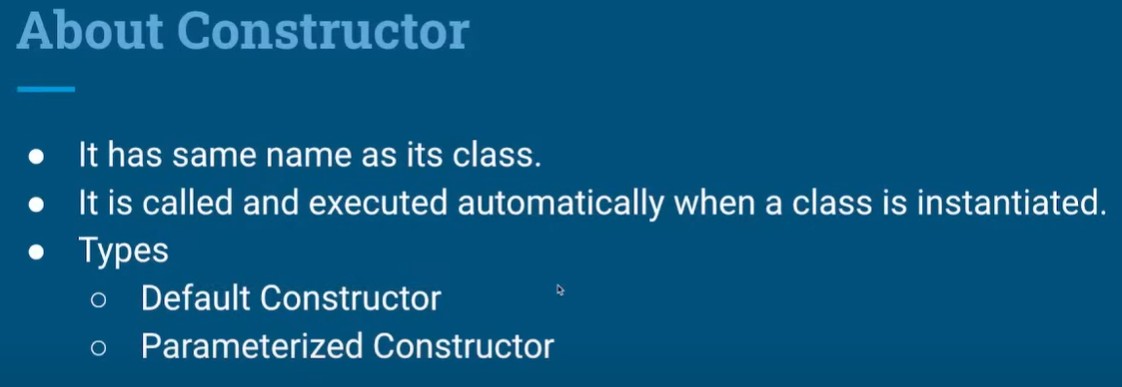 About Constructor
● It has same name as its class.
● It is called and executed automatically when a class is instantiated.
● Types
○ Default Constructor
○ Parameterized Constructor